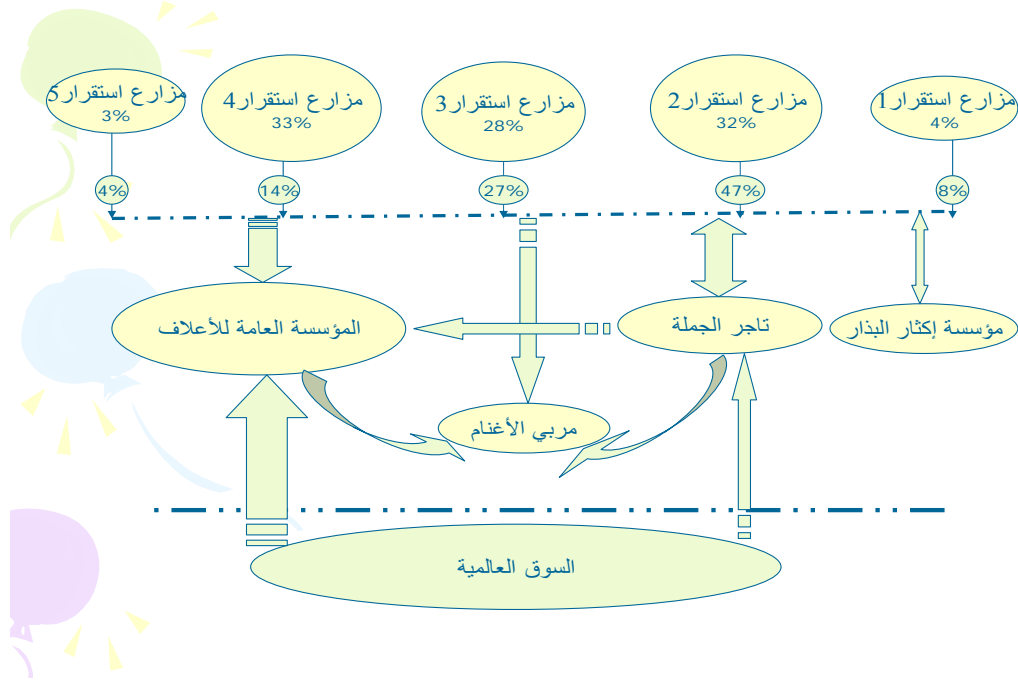 مزارع استقرار1
4%
مزارع استقرار2
32%
مزارع استقرار3
28%
مزارع استقرار4
33%
مزارع استقرار5
3%
8%
47%
27%
14%
4%
مؤسسة إكثار البذار
تاجر الجملة
المؤسسة العامة للأعلاف
مربي الأغنام
السوق العالمية